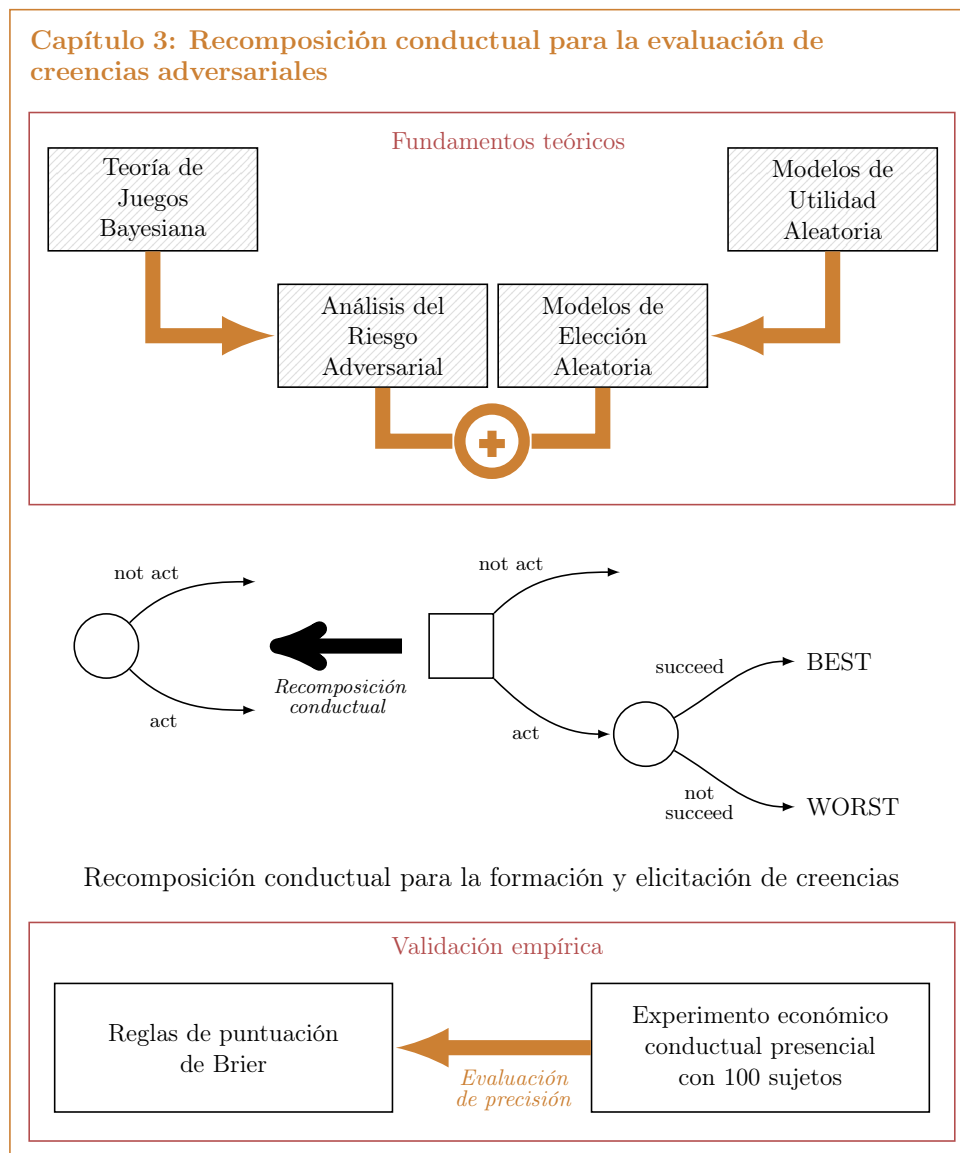 Capítulo 3: Recomposición conductual para la evaluación de
creencias adversariales
Fundamentos teóricos
Teoría de
Juegos
Bayesiana
Modelos de
Utilidad
Aleatoria
Análisis del
Riesgo
Adversarial
Modelos de
Elección
Aleatoria
not act
act
Recomposición
conductual
not act
act
succeed
not
succeed
BEST
WORST
Recomposición conductual para la formación y elicitación de creencias
Validación empírica
Reglas de puntuación
de Brier
Evaluación
de precisión
Experimento económico
conductual presencial
con 100 sujetos